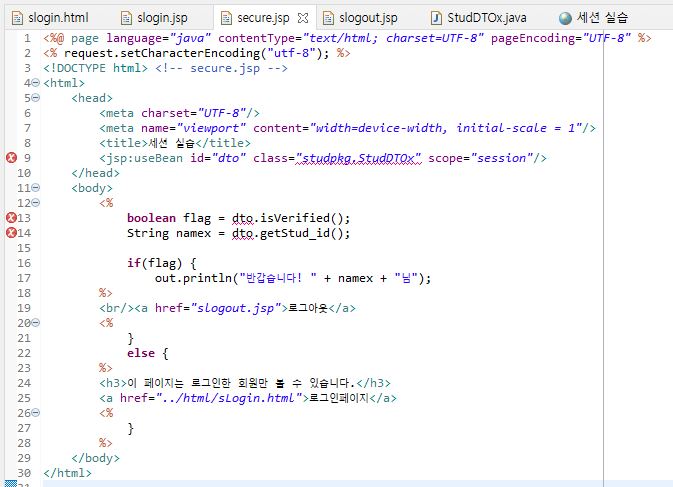 slogin.html slogin.jsp secure.jsp slogout.jsp StudDTOx.java 세션 실습
1 <%@ page language="java" contentType="text/html; charset=UTF-8" pageEncoding="UTF-8" %>
2 <% request.setCharacterEncoding("utf-8"); %>
3 <!DOCTYPE html> <!-- secure.jsp -->
4 <html>
5 <head>
6 <meta charset="UTF-8"/>
7 <meta name="viewport" content="width=device-width, initial-scale = 1"/>
8 <title>세션 실습</title>
9 <jsp:useBean id="dto" class="studpkg.StudDTOx" scope="session"/>
10 </head>
11 <body>
12 <%
13 boolean flag = dto.isVerified();
14 String namex = dto.getStud_id();
15
16 if(flag) {
17 out.println("반갑습니다! " + namex + "님");
18 %>
19 <br/><a href="slogout.jsp">로그아웃</a>
20 <%
21 }
22 else {
23 %>
24 <h3>이 페이지는 로그인한 회원만 볼 수 있습니다.</h3>
25 <a href="../html/sLogin.html">로그인페이지</a>
26 <%
27 }
28 %>
29 </body>
30 </html>
31